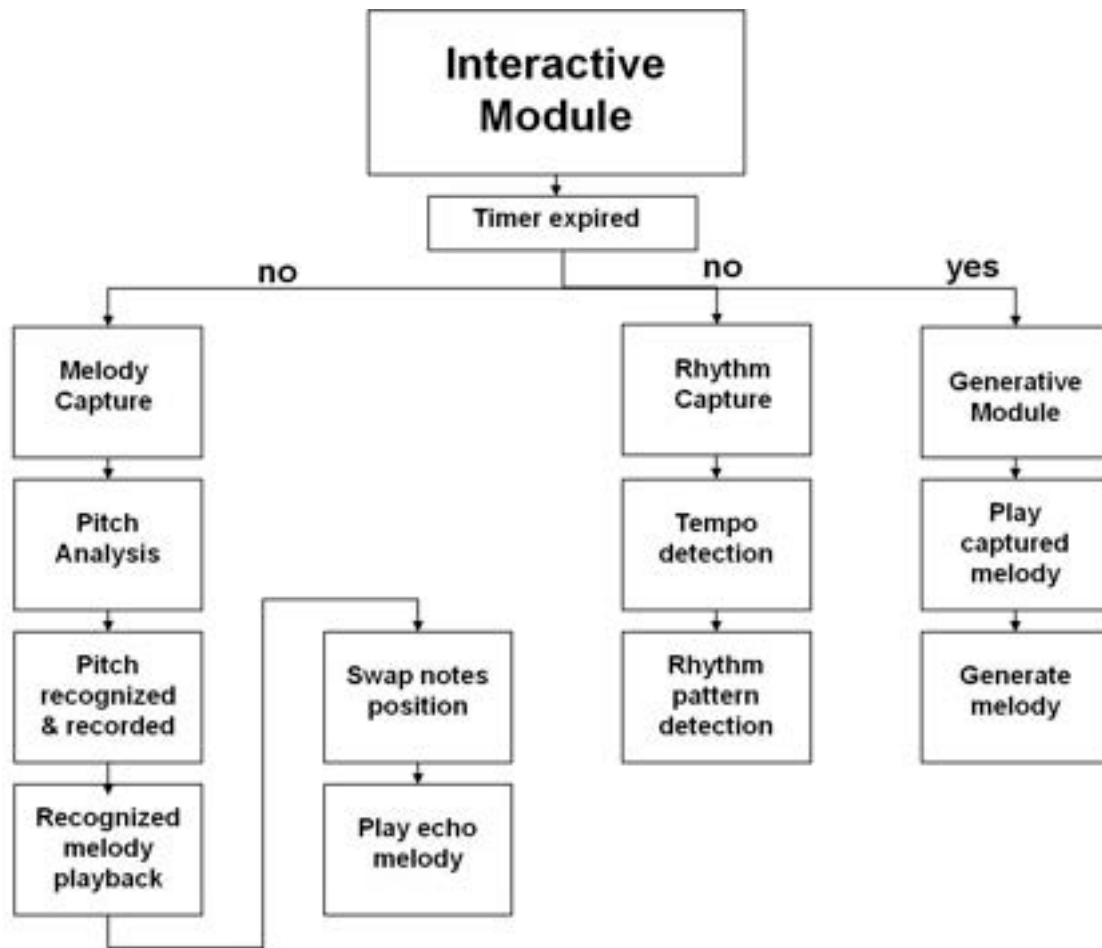 Interactive
Module
Timer expired
no
no
yes
Melody
Capture
Rhythm
Capture
Generative
Module
Pitch
Analysis
Tempo
detection
Play
captured
melody
Pitch
recognized
& recorded
Swap notes
position
Rhythm
pattern
detection
Generate
melody
Recognized
melody
playback
Play echo
melody